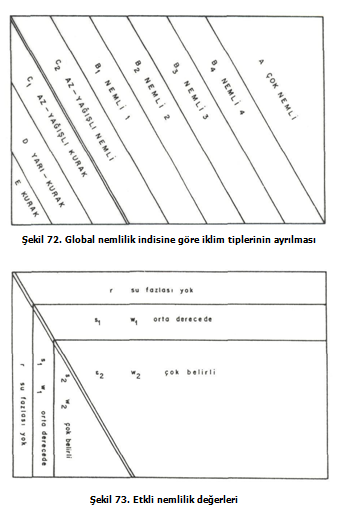 A ÇOK NEMLİ
B4 NEMLİ 4
B3 NEMLİ 3
B2 NEMLİ 2
B1 NEMLİ 1
C2 AZ-YAĞIŞLI NEMLİ
C1 AZ-YAĞIŞLI KURAK
D YARI-KURAK
E KURAK
Şekil 72. Global nemlilik indisine göre iklim tiplerinin ayrılması
r su fazlası yok
s1 w1 orta derecede
s2 w2 çok belirli
r su fazlası yok
s1 w1 orta derecede
s2 w2 çok belirli
Şekil 73. Etkli nemlilik değerleri